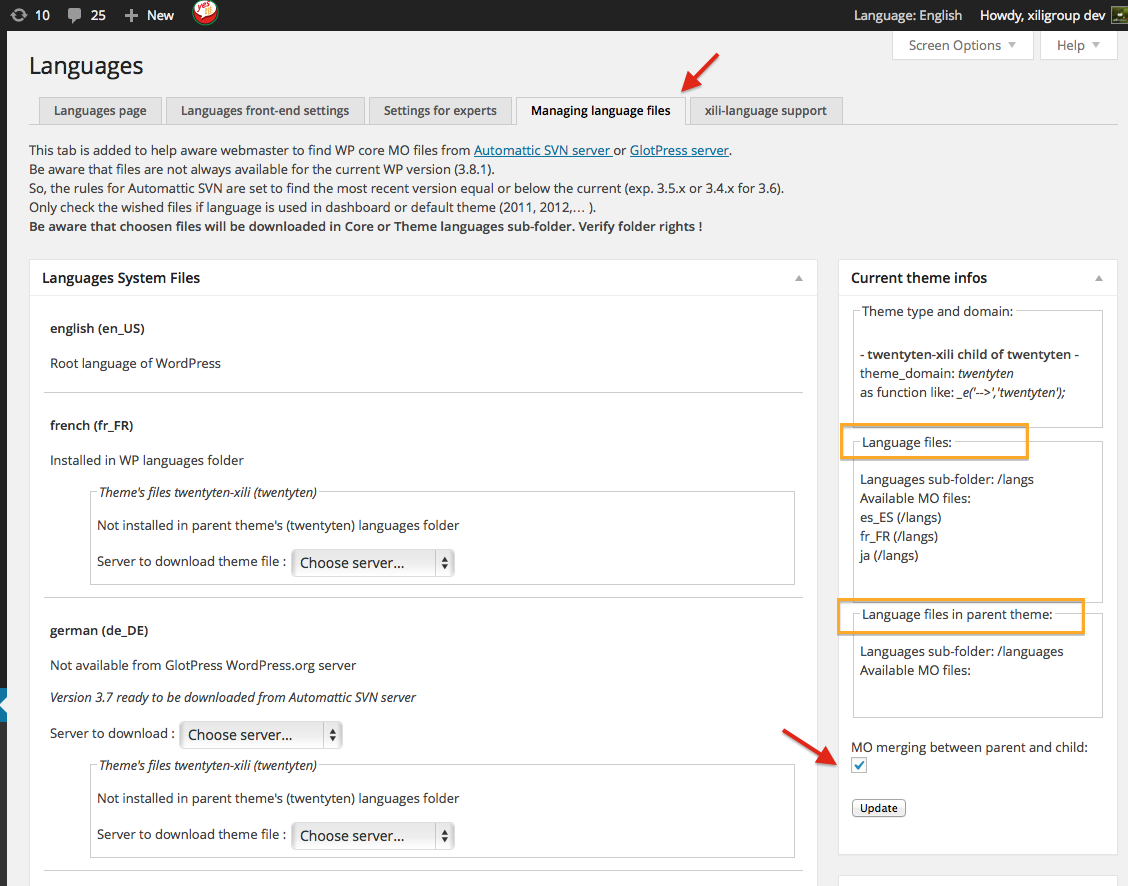 10 25 New Language: English Howdy, xiligroup dev
Screen Options Help
Languages
Languages page Languages front-end settings Settings for experts Managing language files xili-language support
This tab is added to help aware webmaster to find WP core MO files from Automattic SVN server or GlotPress server.
Be aware that files are not always available for the current WP version (3.8.1).
So, the rules for Automattic SVN are set to find the most recent version equal or below the current (exp. 3.5.x or 3.4.x for 3.6).
Only check the wished files if language is used in dashboard or default theme (2011, 2012,... ).
Be aware that choosen files will be downloaded in Core or Theme languages sub-folder. Verify folder rights !
Languages System Files
english (en_US)
Root language of WordPress
french (fr_FR)
Installed in WP languages folder
Theme's files twentyten-xili (twentyten)
Not installed in parent theme's (twentyten) languages folder
Server to download theme file : Choose server...
german (de_DE)
Not available from GlotPress WordPress.org server
Version 3.7 ready to be downloaded from Automattic SVN server
Server to download : Choose server...
Theme's files twentyten-xili (twentyten)
Not installed in parent theme's (twentyten) languages folder
Server to download theme file : Choose server...
Current theme infos
Theme type and domain:
- twentyten-xili child of twentyten -
theme_domain: twentyten
as function like: _e('-->','twentyten');
Language files:
Languages sub-folder: /langs
Available MO files:
es_ES (/langs)
fr_FR (/langs)
ja (/langs)
Language files in parent theme:
Languages sub-folder: /languages
Available MO files:
MO merging between parent and child:
Update